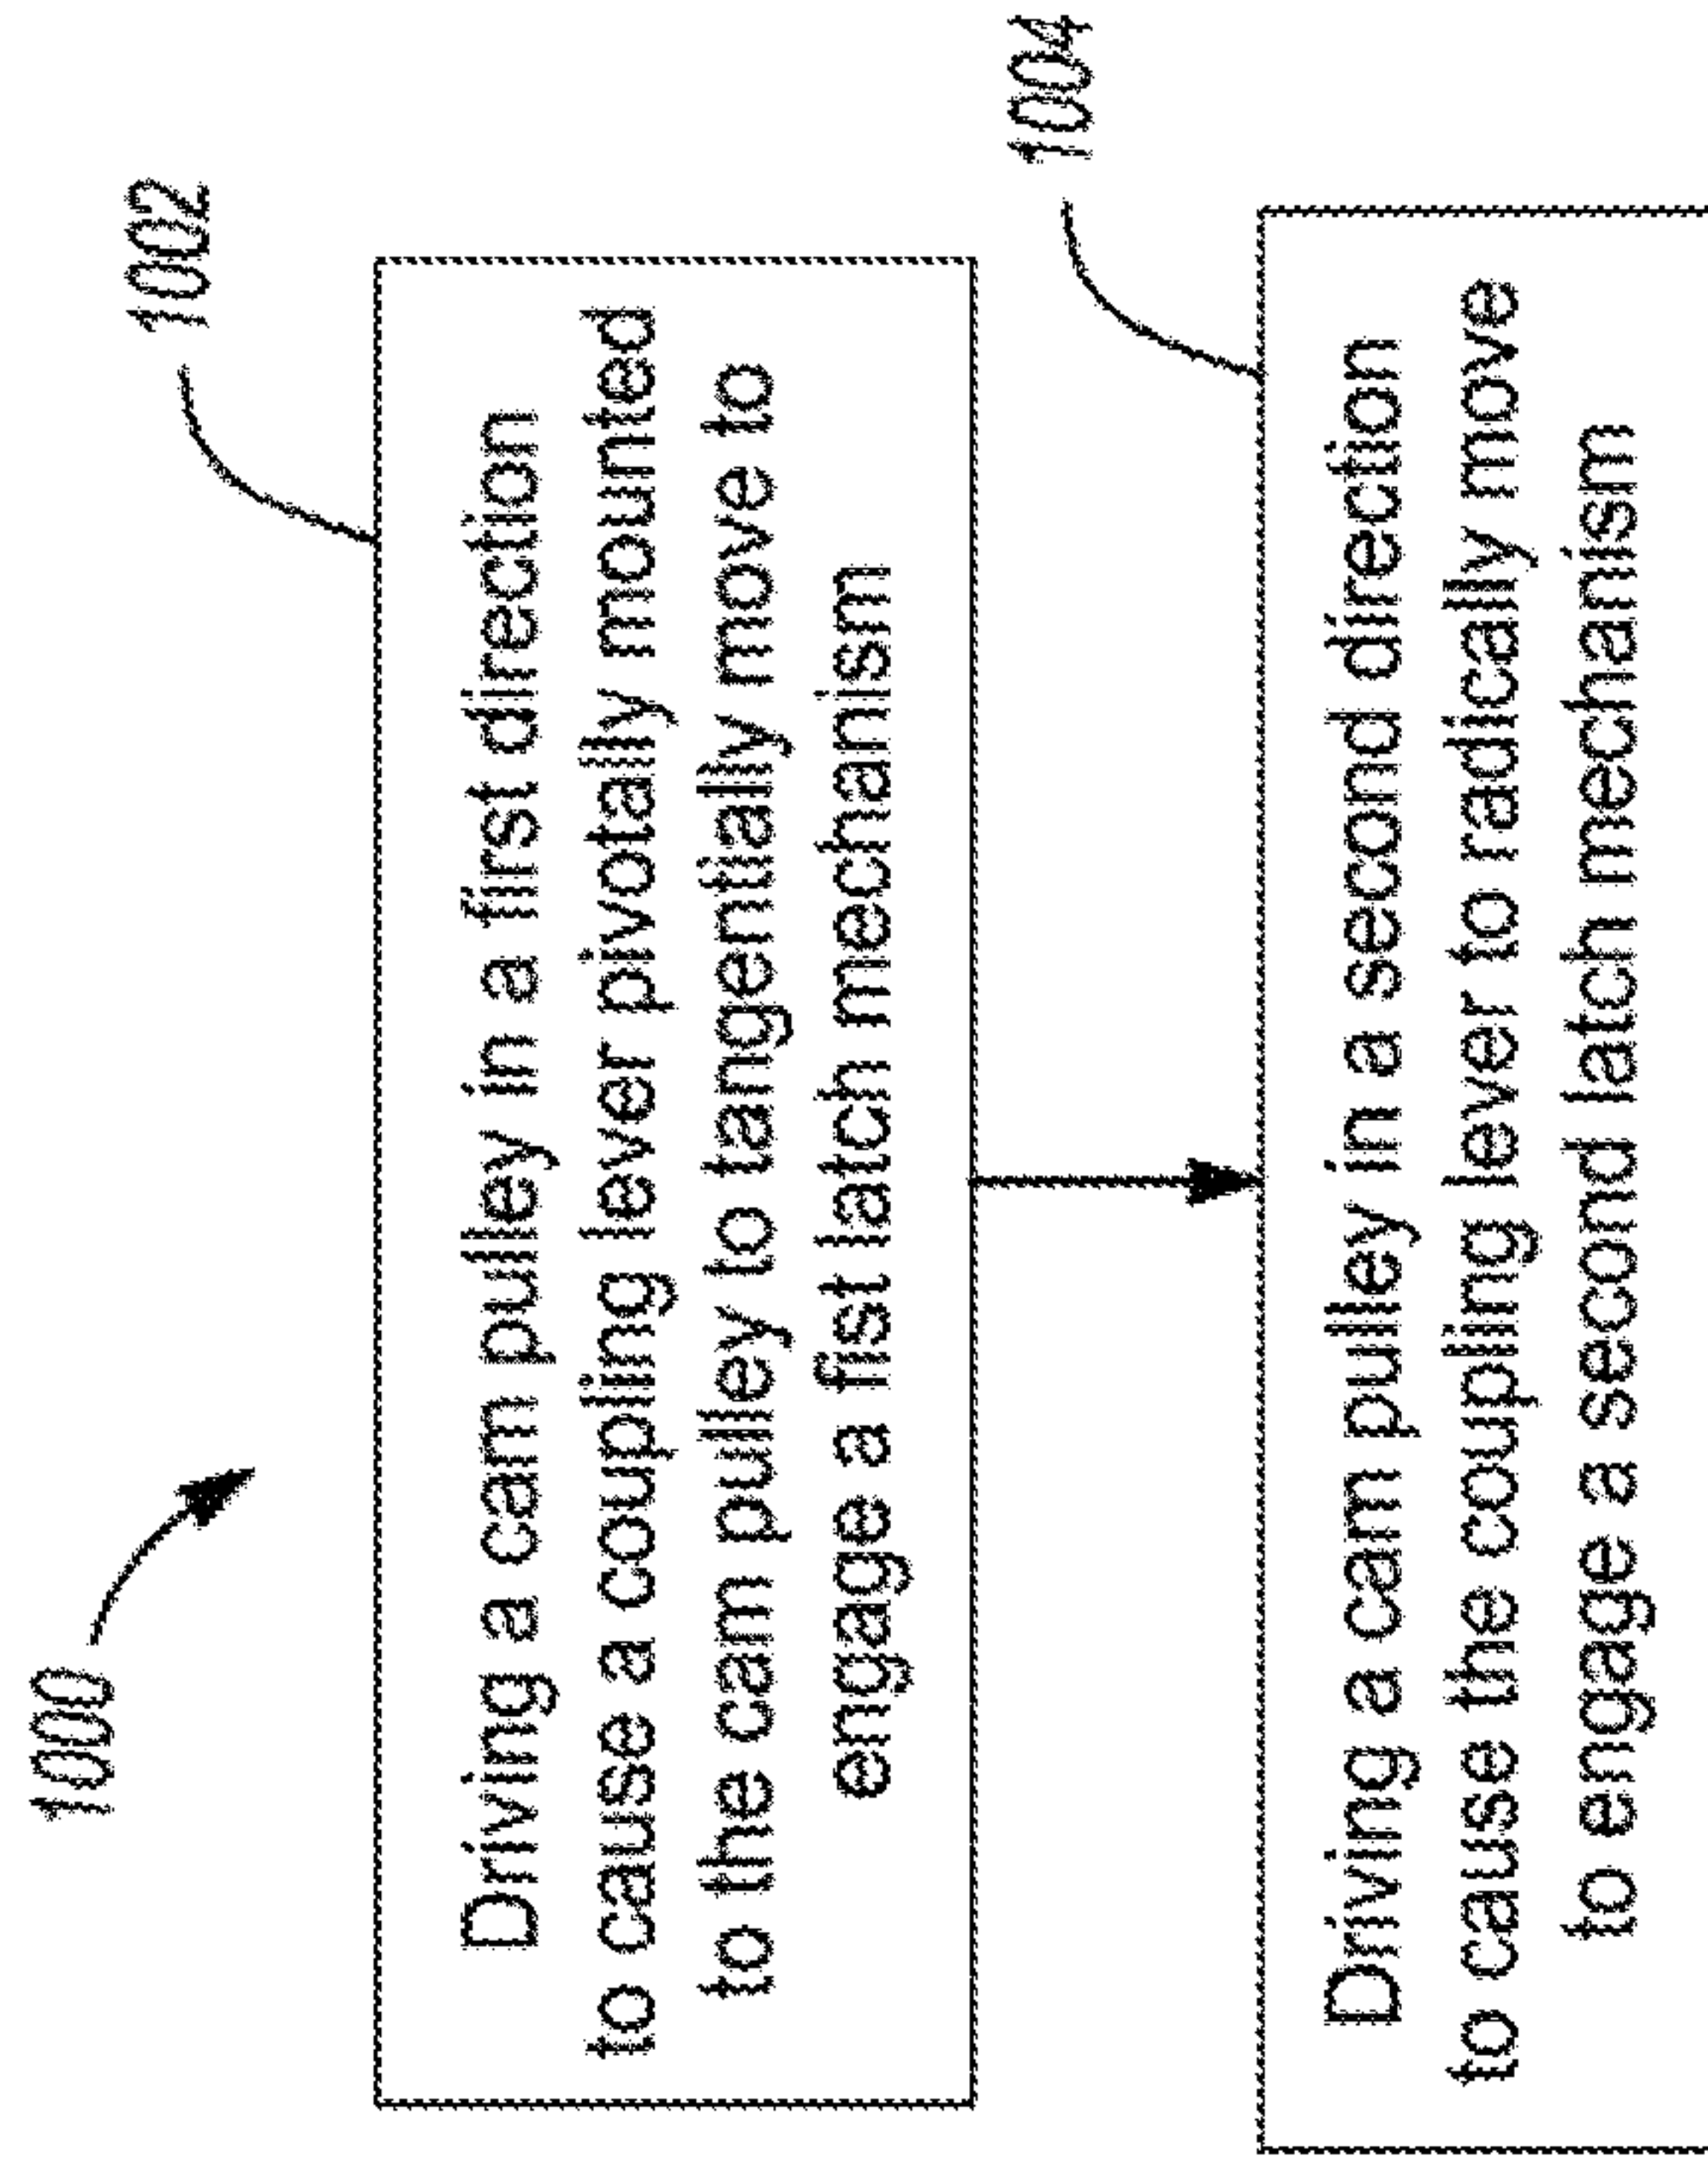 1000
1002
Driving a cam pulley in a first direction
to cause a coupling lever pivotally mounted
to the cam pulley to tangentially move to
engage a fist latch mechanism
1004
Driving a cam pulley in a second direction
to cause the coupling lever to radically move
to engage a second latch mechanism